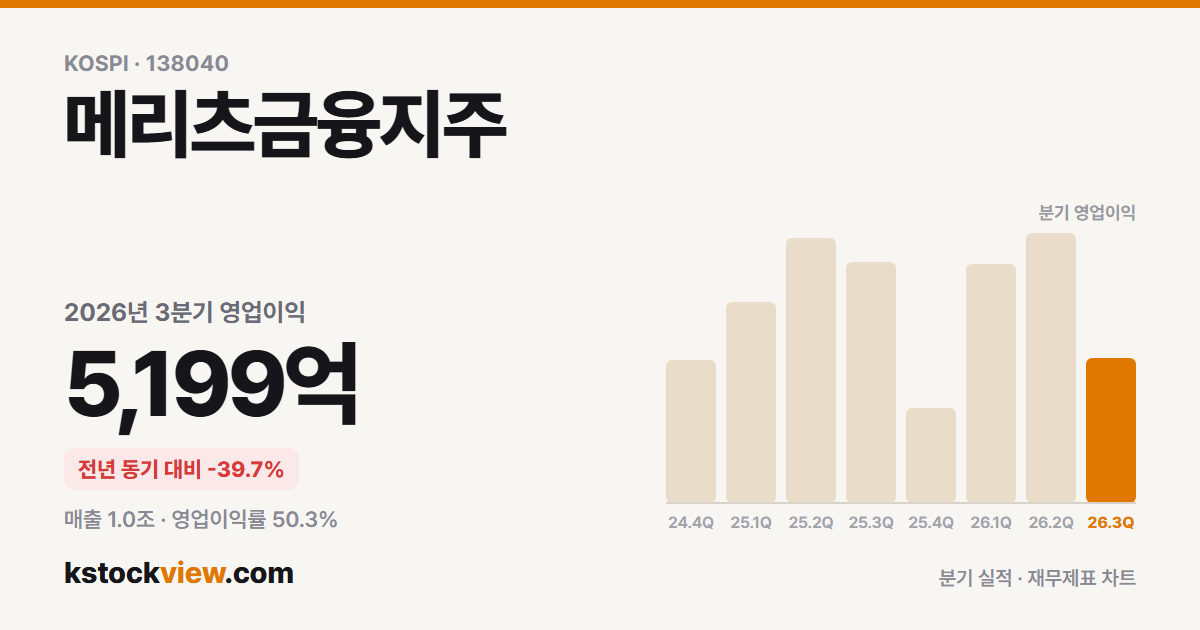 KOSPI · 138040
메리츠금융지주
2026년 3분기 영업이익
5,199억
전년 동기 대비 -39.7%
매출 1.0조 · 영업이익률 50.3%
kstockview.com
분기 영업이익
24.4Q 25.1Q 25.2Q 25.3Q 25.4Q 26.1Q 26.2Q 26.3Q
분기 실적 · 재무제표 차트